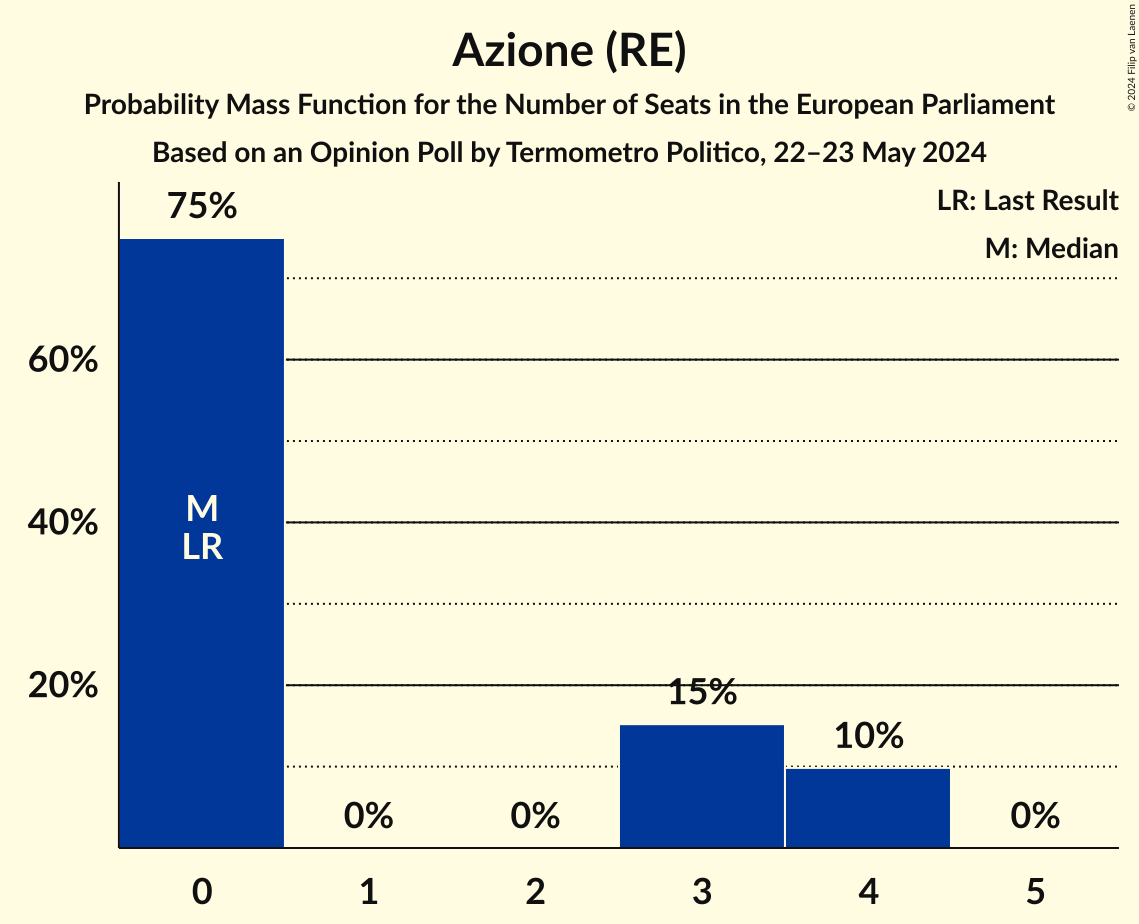 Azione (RE)
Probability Mass Function for the Number of Seats in the European Parliament
Based on an Opinion Poll by Termometro Politico, 22–23 May 2024
© 2024 Filip van Laenen
LR: Last Result
M: Median
75%
60%
40%
20%
M
LR
0%
0%
15%
10%
0%
0
1
2
3
4
5